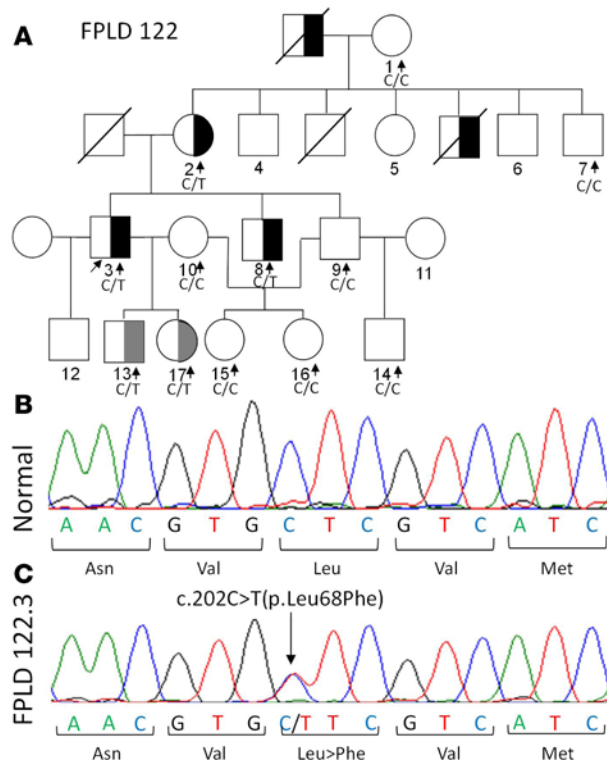 A FPLD 122
1
C/C
2 4 5 6 7
C/T C/C
3 10 8 9 11
C/T C/C C/T C/C
12 13 17 15 16 14
C/T C/T C/C C/C C/C
B
Normal
A A C G T G C T C G T C A T C
Asn Val Leu Val Met
C
c.202C>T(p.Leu68Phe)
FPLD 122.3
A A C G T G C/T T C G T C A T C
Asn Val Leu>Phe Val Met